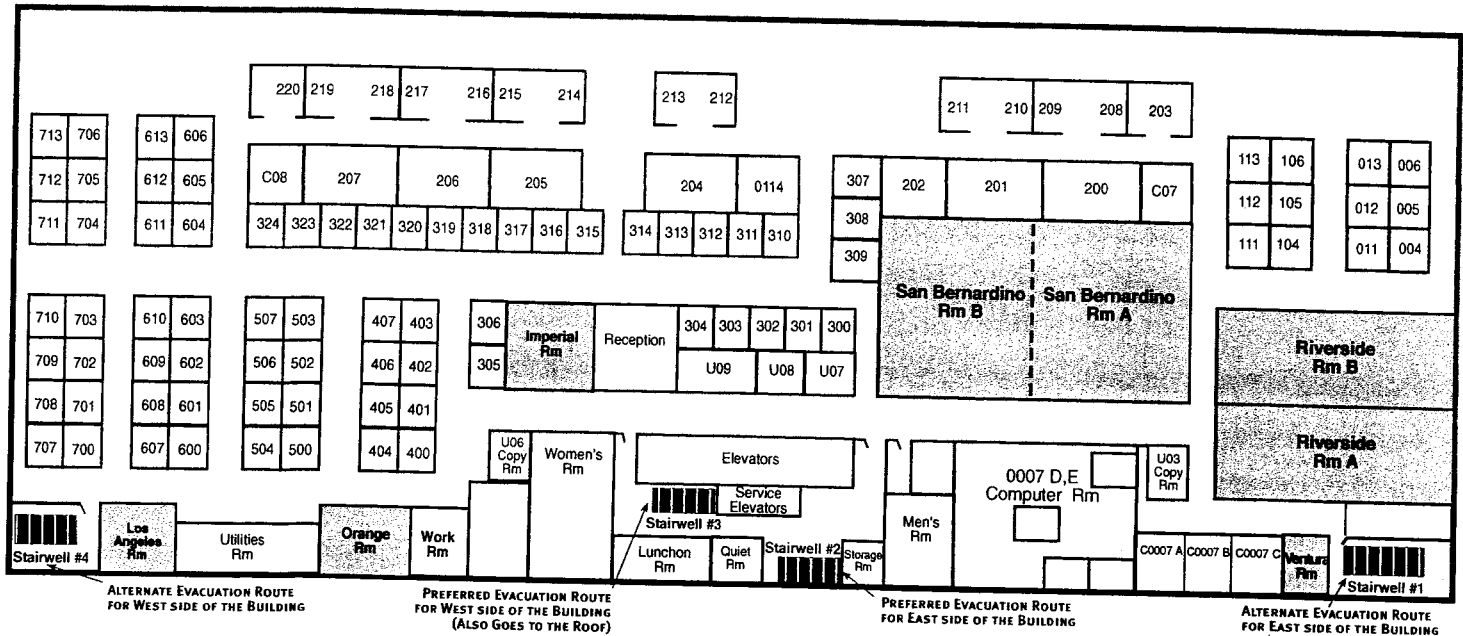 220 219 218 217 216 215 214
213 212
211 210 209 208 203
713 706
712 705
711 704
613 606
612 605
611 604
C08 207 206 205
324 323 322 321 320 319 318 317 316 315
204 0114
314 313 312 311 310
307
308
309
202 201 200 C07
San Bernardino
Rm B
San Bernardino
Rm A
113 106
112 105
111 104
013 006
012 005
011 004
710 703
709 702
708 701
707 700
610 603
609 602
608 601
607 600
507 503
506 502
505 501
504 500
407 403
406 402
405 401
404 400
306
305
Imperial
Rm
Reception
304 303 302 301 300
U09 U08 U07
Riverside
Rm B
Riverside
Rm A
U06
Copy
Rm
Women's
Rm
Elevators
Service
Elevators
Stairwell #3
0007 D,E
Computer Rm
U03
Copy
Rm
Stairwell #4
Los
Angeles
Rm
Utilities
Rm
Orange
Rm
Work
Rm
Lunchon
Rm
Quiet
Rm
Stairwell #2
Storage
Rm
Men's
Rm
C0007 A C0007 B C0007 C
Ventura
Rm
Stairwell #1
ALTERNATE EVACUATION ROUTE
FOR WEST SIDE OF THE BUILDING
PREFERRED EVACUATION ROUTE
FOR WEST SIDE OF THE BUILDING
(ALSO GOES TO THE ROOF)
PREFERRED EVACUATION ROUTE
FOR EAST SIDE OF THE BUILDING
ALTERNATE EVACUATION ROUTE
FOR EAST SIDE OF THE BUILDING